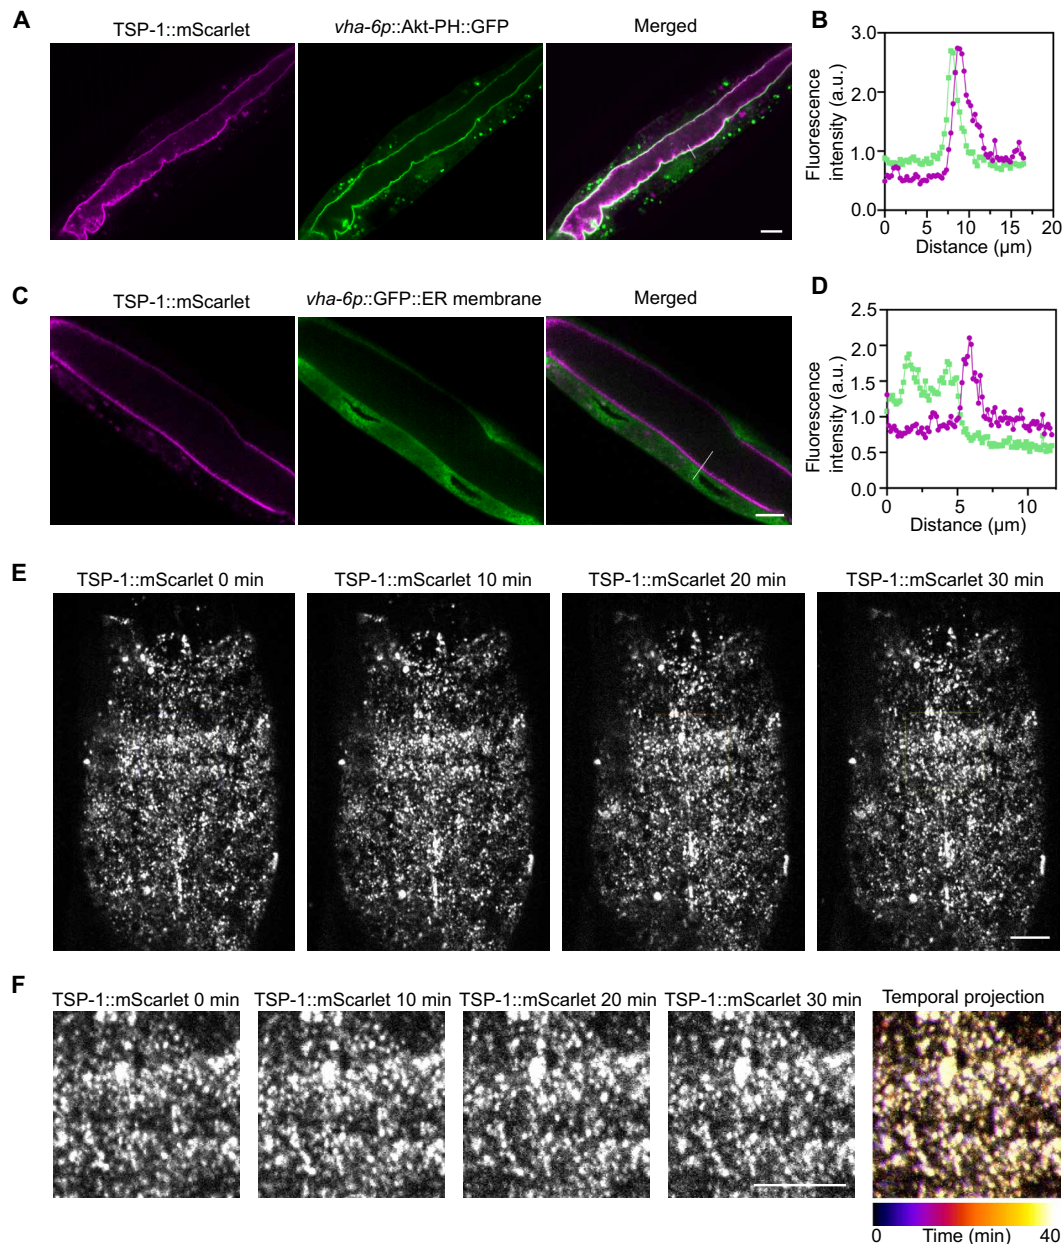 A
TSP-1::mScarlet
vha-6p::Akt-PH::GFP
Merged
B
Fluorescence
intensity (a.u.)
3.0
2.0
1.0
0.0
0 5 10 15 20
Distance (µm)
C
TSP-1::mScarlet
vha-6p::GFP::ER membrane
Merged
D
Fluorescence
intensity (a.u.)
2.5
2.0
1.5
1.0
0.5
0.0
0 5 10
Distance (µm)
E
TSP-1::mScarlet 0 min
TSP-1::mScarlet 10 min
TSP-1::mScarlet 20 min
TSP-1::mScarlet 30 min
F
TSP-1::mScarlet 0 min
TSP-1::mScarlet 10 min
TSP-1::mScarlet 20 min
TSP-1::mScarlet 30 min
Temporal projection
0 Time (min) 40